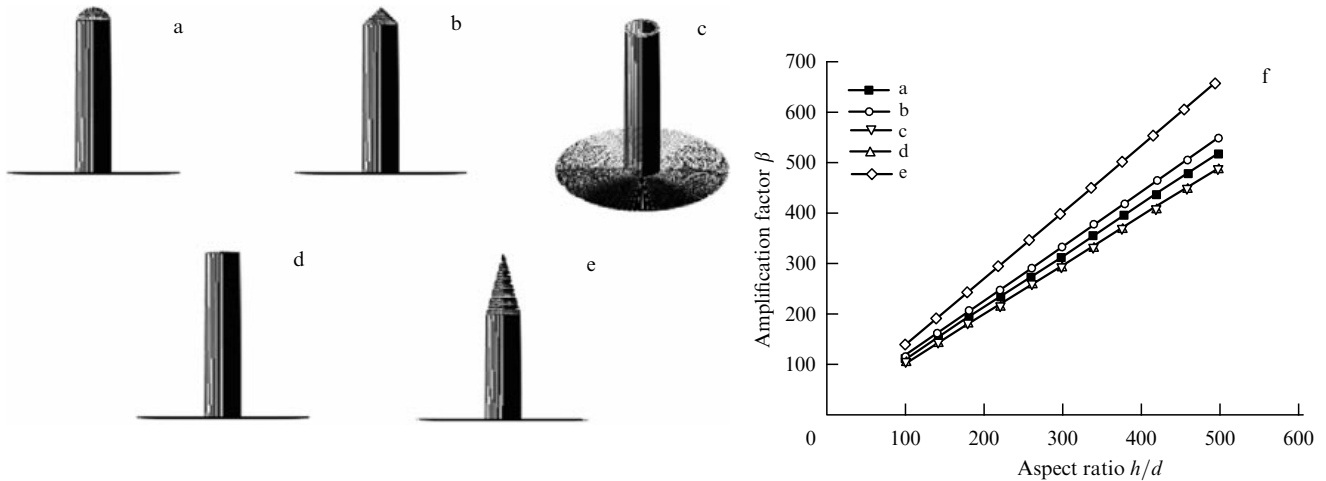 a
b
c
d
e
f
Amplification factor β
700
600
500
400
300
200
100
0
100 200 300 400 500 600
Aspect ratio h/d
a
b
c
d
e